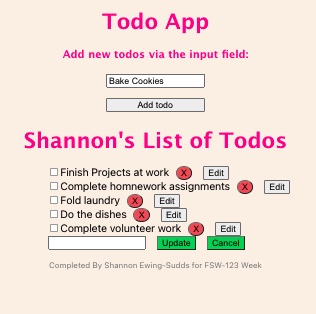 Todo App
Add new todos via the input field:
Bake Cookies
Add todo
Shannon's List of Todos
Finish Projects at work X Edit
Complete homnework assignments X Edit
Fold laundry X Edit
Do the dishes X Edit
Complete volunteer work X Edit
Update Cancel
Completed By Shannon Ewing-Sudds for FSW-123 Week